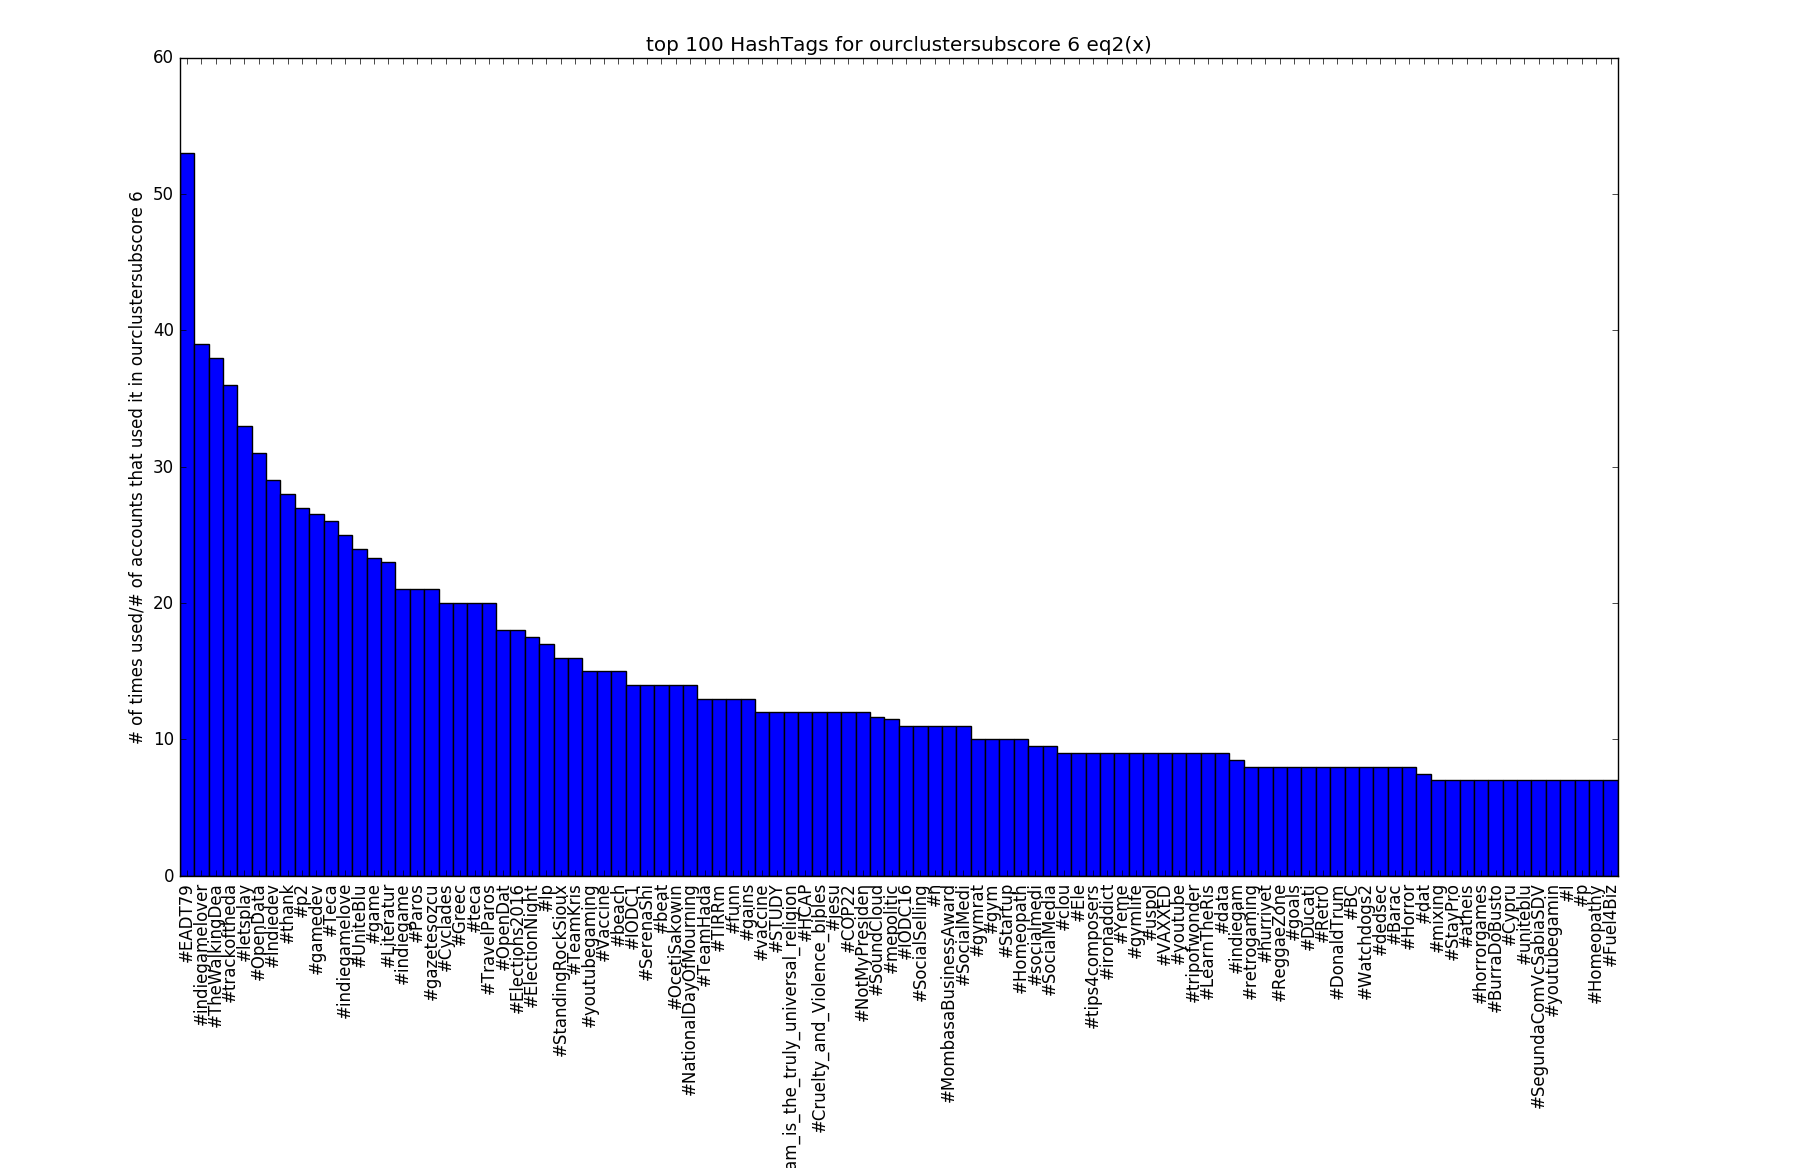 top 100 HashTags for ourclustersubscore 6 eq2(x)
# of times used/# of accounts that used it in ourclustersubscore 6
60
50
40
30
20
10
0
#EADT79
#indiegamelover
#TheWalkingDea
#trackoftheda
#letsplay
#OpenData
#Indiedev
#thank
#p2
#gamedev
#Teca
#indiegamelove
#UniteBlu
#game
#Literatur
#indiegame
#Paros
#gazetesozcu
#Cyclades
#Greec
#teca
#TravelParos
#OpenDat
#Elections2016
#ElectionNight
#ip
#StandingRockSioux
#TeamKris
#youtubegaming
#Vaccine
#beach
#IODC1
#SerenaShi
#beat
#OcetiSakown
#NationalDayOfMourning
#TeamHada
#TIRRm
#funn
#gains
#vaccine
#STUDY
am_is_the_truly_universal_religion
#HCAP
#Cruelty_and_Violence_bibles
#jesu
#COP22
#NotMyPresiden
#SoundCloud
#mepolitic
#IODC16
#SocialSelling
#h
#MombasaBusinessAward
#SocialMedi
#gymrat
#gym
#Startup
#Homeopath
#socialmedi
#SocialMedia
#clou
#Ele
#tips4composers
#ironaddict
#Yeme
#gymlife
#uspol
#VAXXED
#youtube
#tripofwonder
#LearnTheRis
#data
#indiegam
#retrogaming
#hurriyet
#ReggaeZone
#goals
#Ducati
#Retr0
#DonaldTrum
#BC
#Watchdogs2
#dedsec
#Barac
#Horror
#dat
#mixing
#StayPro
#atheis
#horrorgames
#BurraDoBusto
#Cypru
#uniteblu
#SegundaComVcSabiaSDV
#youtubegamin
#fl
#rp
#Homeopathy
#Fuel4Biz